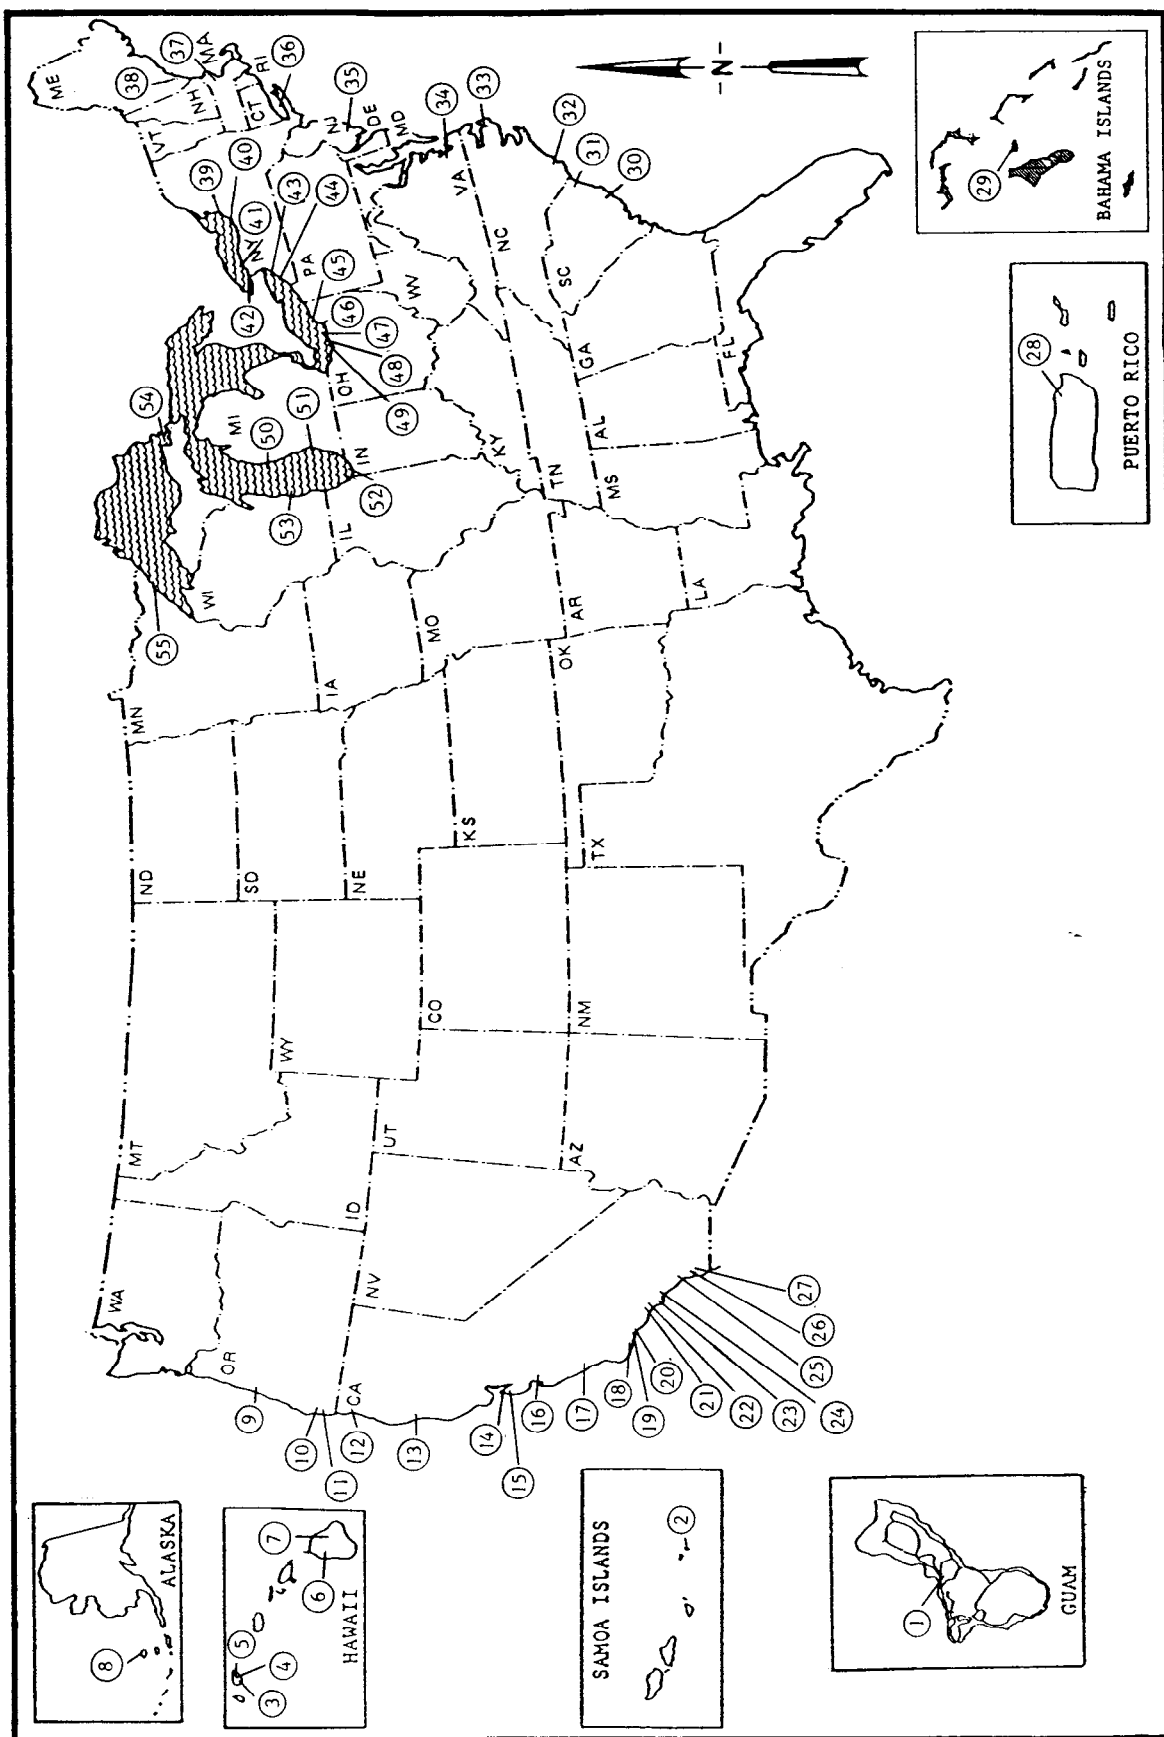 ALASKA
8
HAWAII
3
4
5
6
7
SAMOA ISLANDS
2
GUAM
1
WA
OR
CA
NV
ID
MT
WY
UT
AZ
CO
NM
ND
SD
NE
KS
TX
OK
MN
IA
MO
AR
LA
WI
IL
MI
IN
OH
KY
TN
MS
AL
GA
FL
SC
NC
VA
WV
PA
NY
MD
DE
NJ
CT
RI
MA
NH
VT
ME
9
10
11
12
13
14
15
16
17
18
19
20
21
22
23
24
25
26
27
30
31
32
33
34
35
36
37
38
39
40
41
42
43
44
45
46
47
48
49
50
51
52
53
54
55
-N-
PUERTO RICO
28
BAHAMA ISLANDS
29